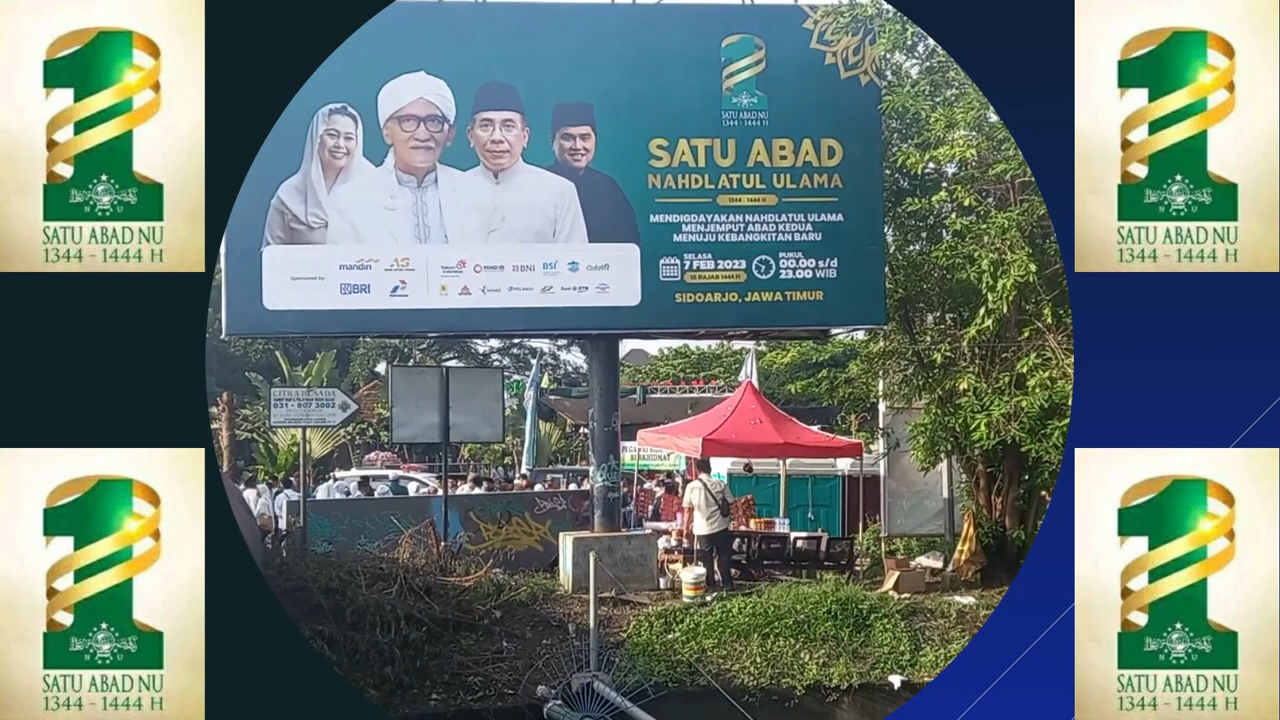 SATU ABAD NU
1344 - 1444 H
SATU ABAD NU
1344 - 1444 H
SATU ABAD NU
1344 - 1444 H
SATU ABAD
NAHDLATUL ULAMA
1344 - 1444 H
MENDIGDAYAKAN NAHDLATUL ULAMA
MENJEMPUT ABAD KEDUA
MENUJU KEBANGKITAN BARU
SELASA
7 FEB 2023
16 RAJAB 1444 H
PUKUL
00.00 s/d
23.00 WIB
SIDOARJO, JAWA TIMUR
Sponsored by
mandiri
BNI
BSI
BRI
CITRA HUSADA
031 - 807 3002
BERKHIDMAT
SATU ABAD NU
1344 - 1444 H
SATU ABAD NU
1344 - 1444 H